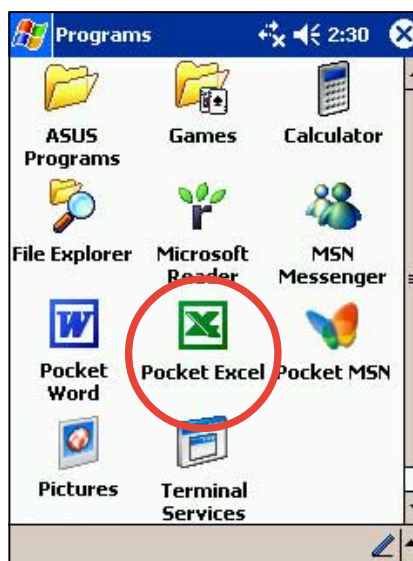 Programs 2:30
ASUS Games Calculator
Programs
File Explorer Microsoft MSN
Reader Messenger
Pocket Pocket Excel Pocket MSN
Word
Pictures Terminal
Services